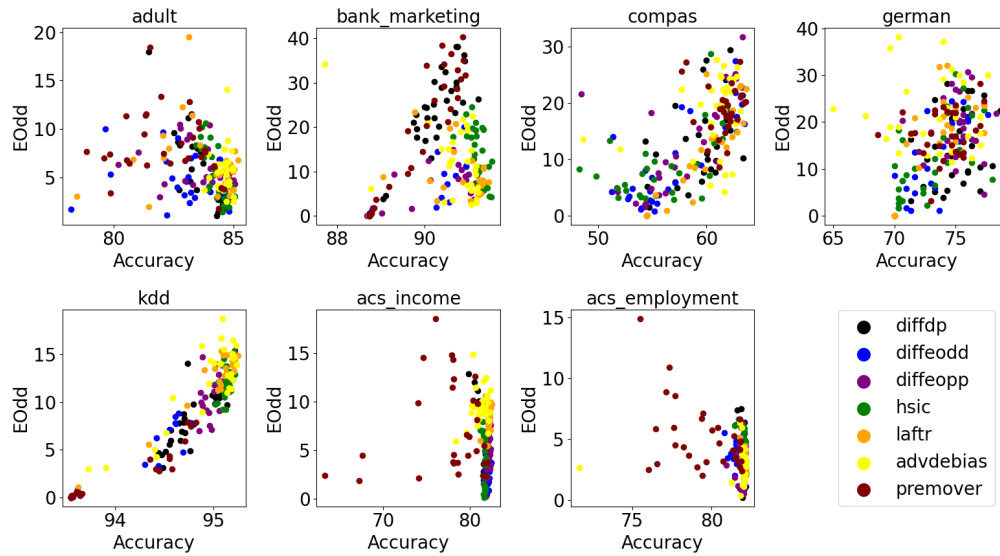 adult
bank_marketing
compas
german
20
15
10
5
EOdd
80
85
Accuracy
40
30
20
10
0
EOdd
88
90
Accuracy
30
20
10
0
EOdd
50
55
60
Accuracy
40
30
20
10
0
EOdd
65
70
75
Accuracy
kdd
acs_income
acs_employment
15
10
5
0
EOdd
94
95
Accuracy
15
10
5
0
EOdd
70
80
Accuracy
15
10
5
0
EOdd
75
80
Accuracy
diffdp
diffeodd
diffeopp
hsic
laftr
advdebias
premover